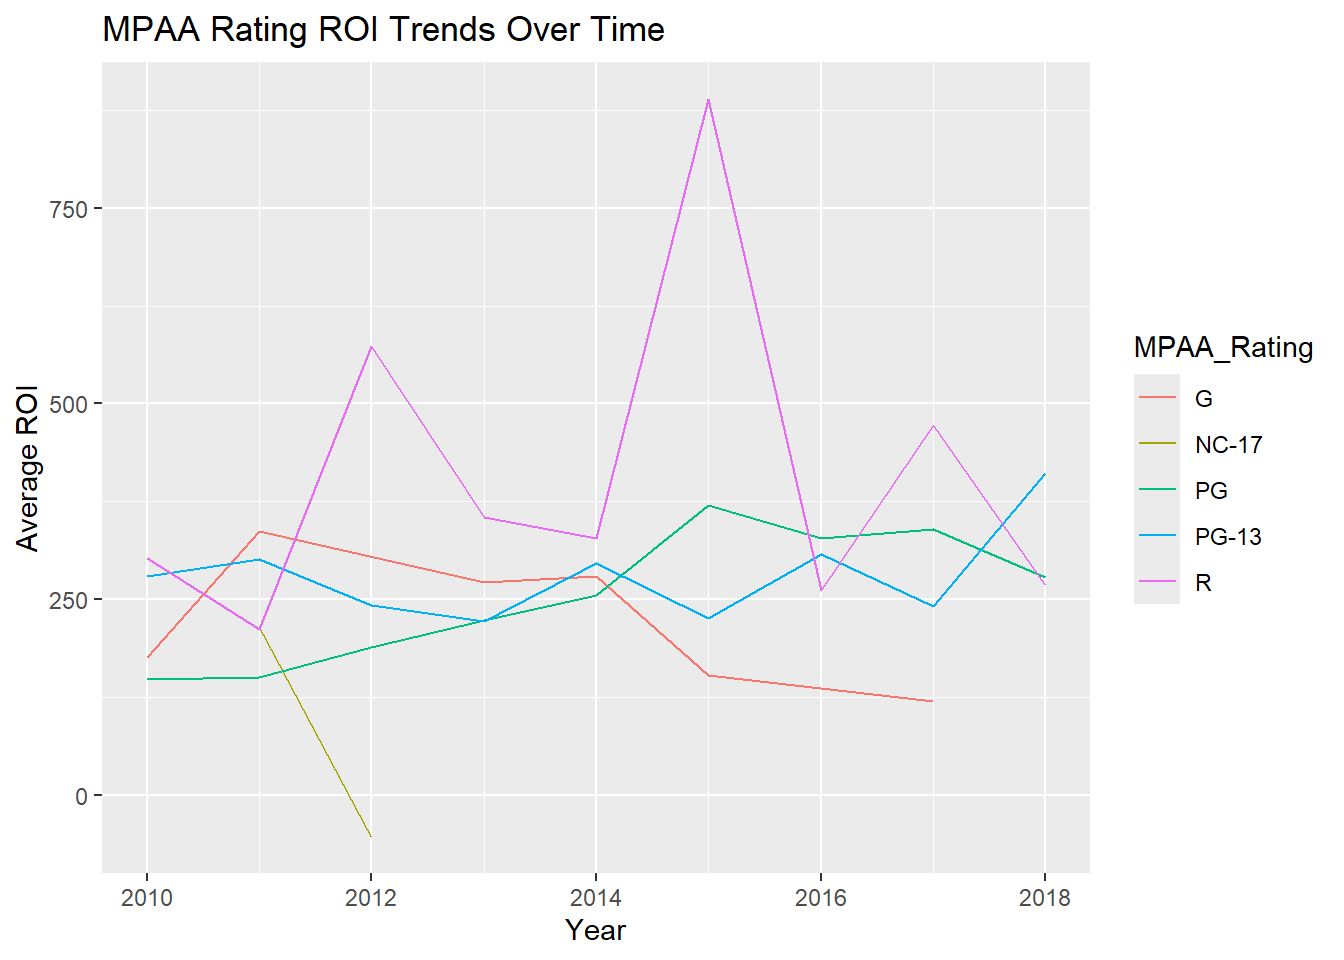 MPAA Rating ROI Trends Over Time
Average ROI
750
500
250
0
2010 2012 2014 2016 2018
Year
MPAA_Rating
G
NC-17
PG
PG-13
R